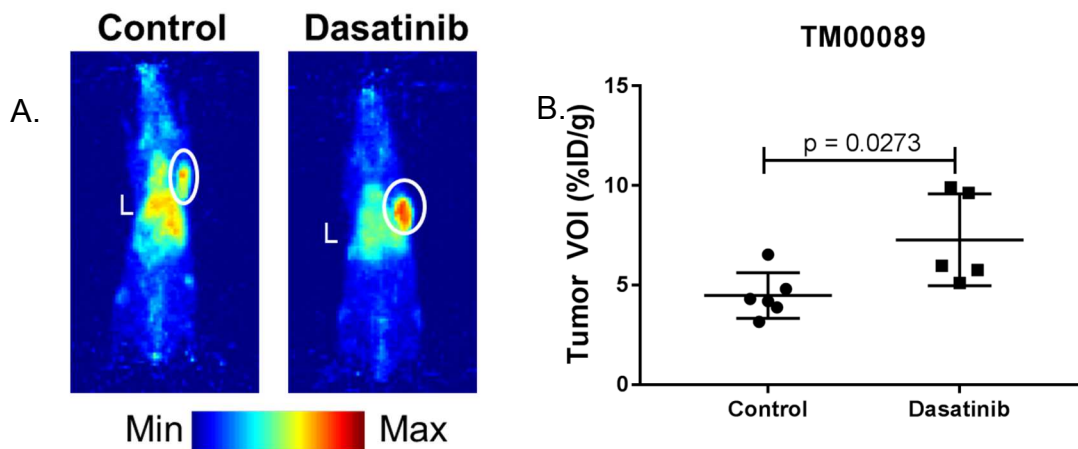 Control Dasatinib
A.
L
L
Min Max
TM00089
B.
Tumor VOI (%ID/g)
15
10
5
0
p = 0.0273
Control Dasatinib